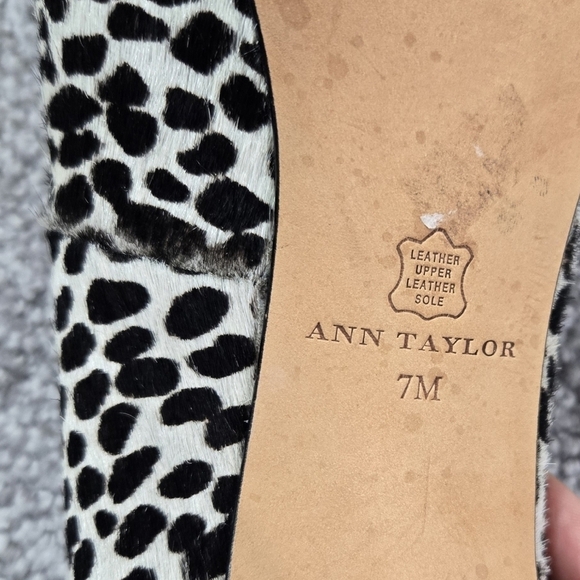 LEATHER
UPPER
LEATHER
SOLE
ANN TAYLOR
7M